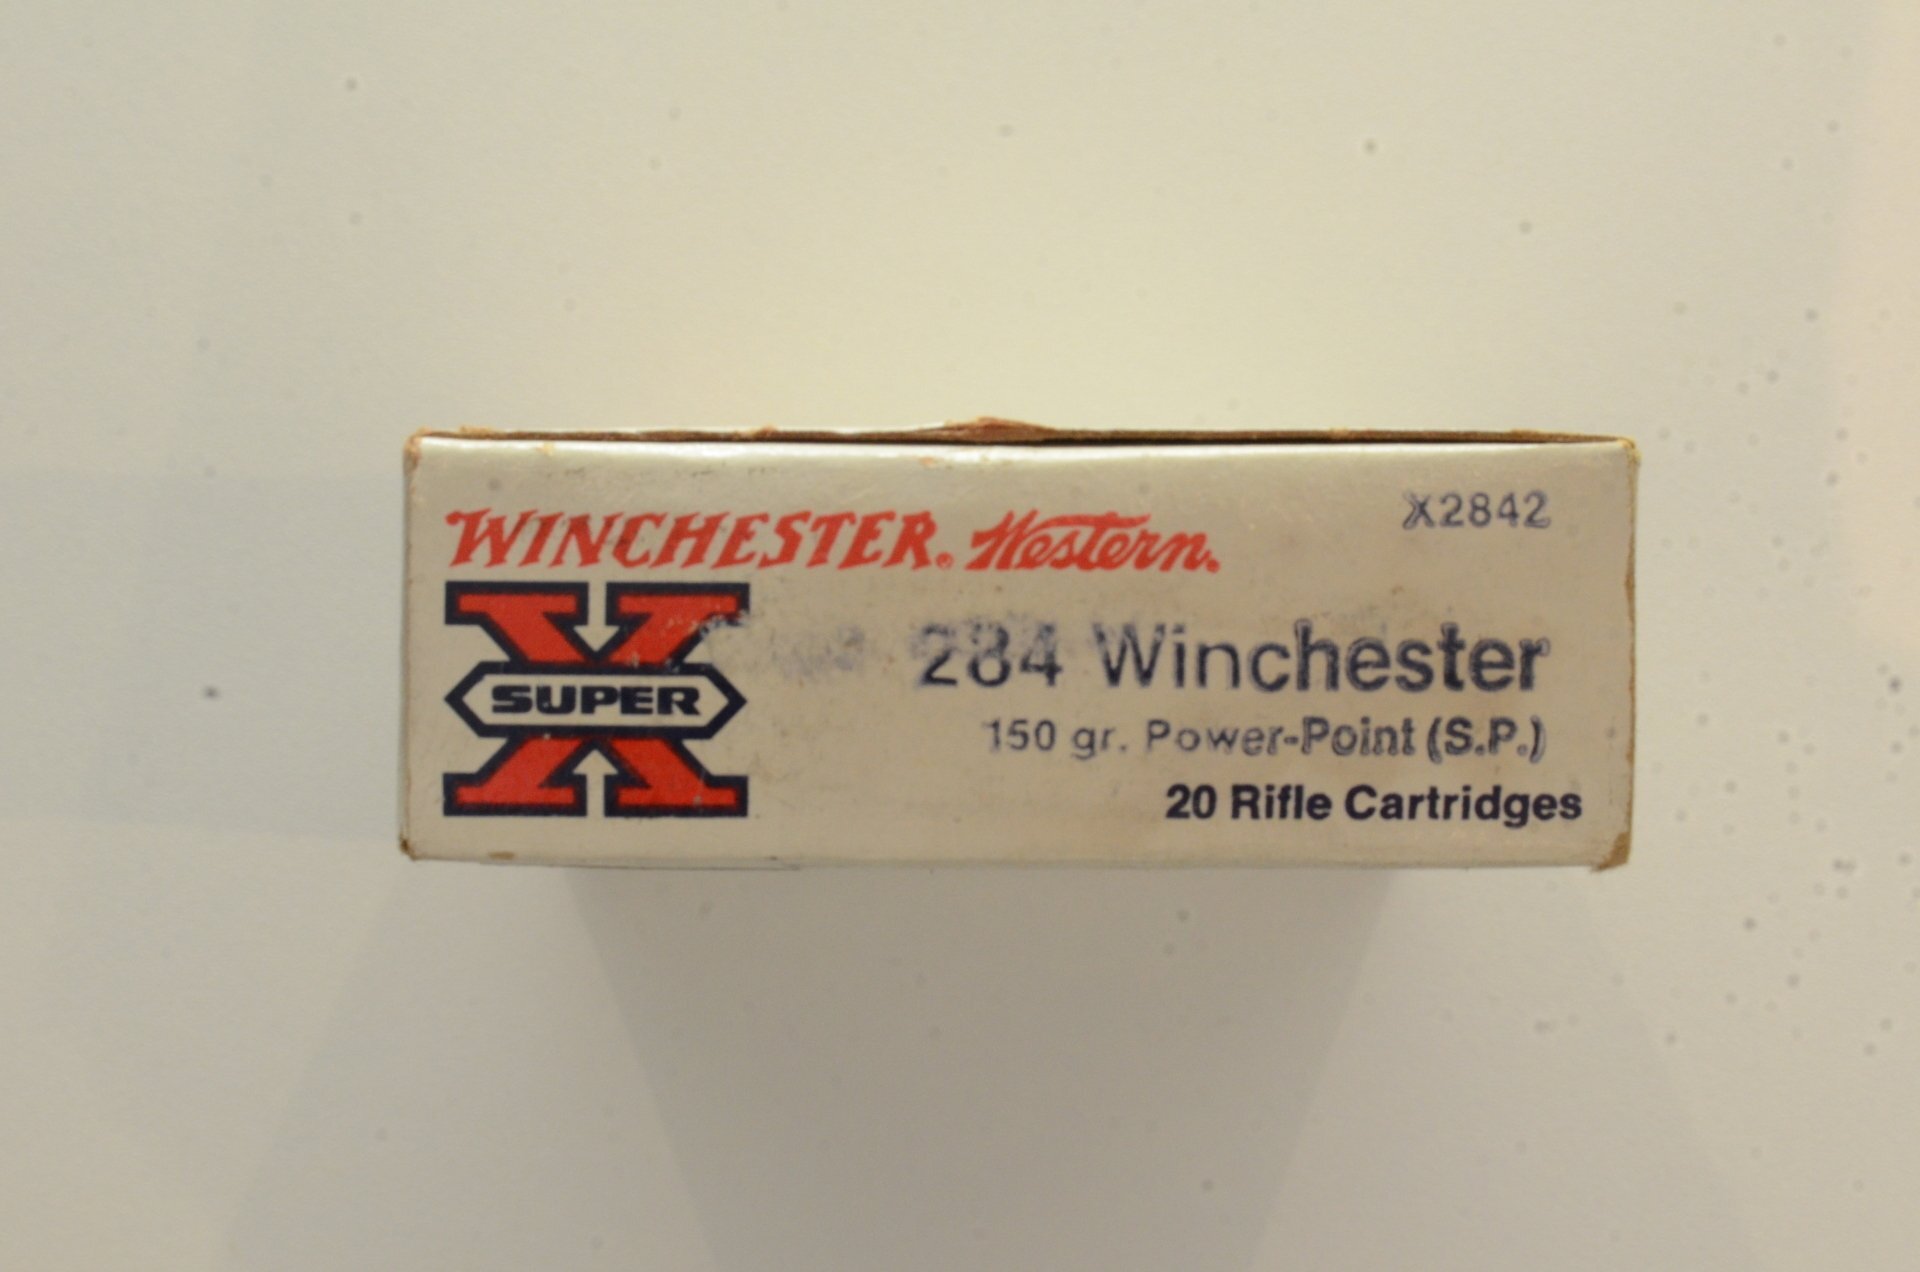 WINCHESTER® Western.
X2842
SUPER X
284 Winchester
150 gr. Power-Point (S.P.)
20 Rifle Cartridges